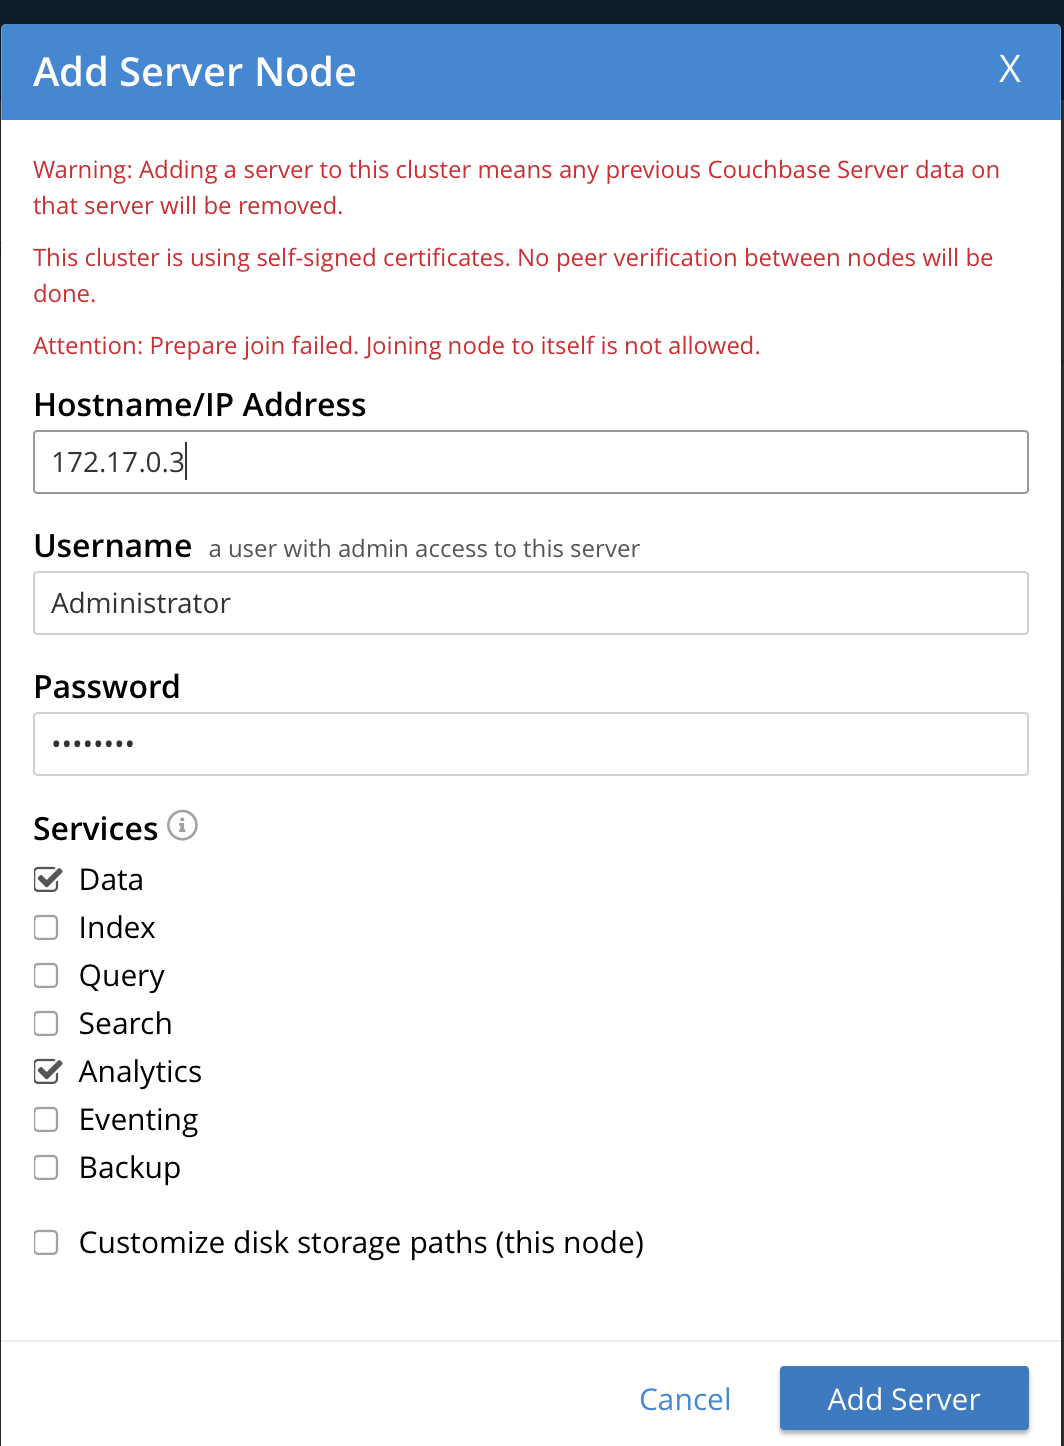 Add Server Node X
Warning: Adding a server to this cluster means any previous Couchbase Server data on
that server will be removed.
This cluster is using self-signed certificates. No peer verification between nodes will be
done.
Attention: Prepare join failed. Joining node to itself is not allowed.
Hostname/IP Address
172.17.0.3
Username a user with admin access to this server
Administrator
Password
••••••••
Services
Data
Index
Query
Search
Analytics
Eventing
Backup
Customize disk storage paths (this node)
Cancel Add Server